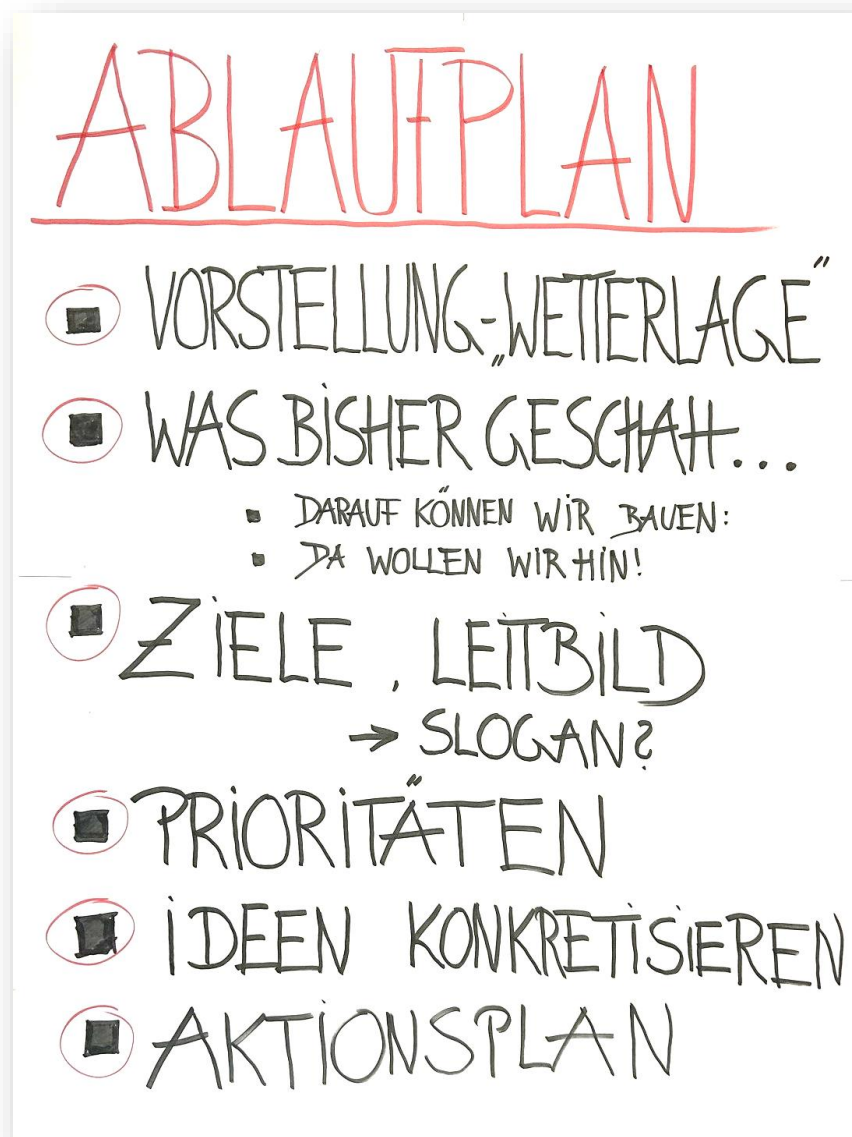 ABLAUFPLAN
VORSTELLUNG-„WETTERLAGE“
WAS BISHER GESCHAH...
DARAUF KÖNNEN WIR BAUEN:
DA WOLLEN WIR HIN!
ZIELE, LEITBILD
→ SLOGAN?
PRIORITÄTEN
IDEEN KONKRETISIEREN
AKTIONSPLAN